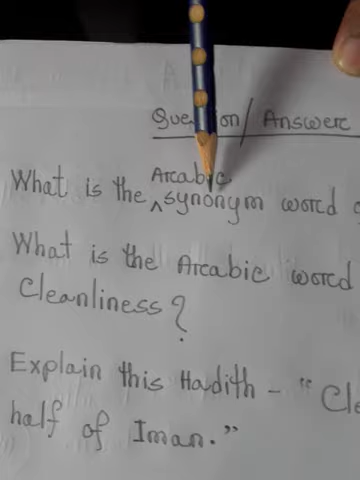 Question/ Answer
Arabic
What is the ^ synonym word
What is the Arabic word
Cleanliness?
Explain this Hadith - "Cle
half of Iman."